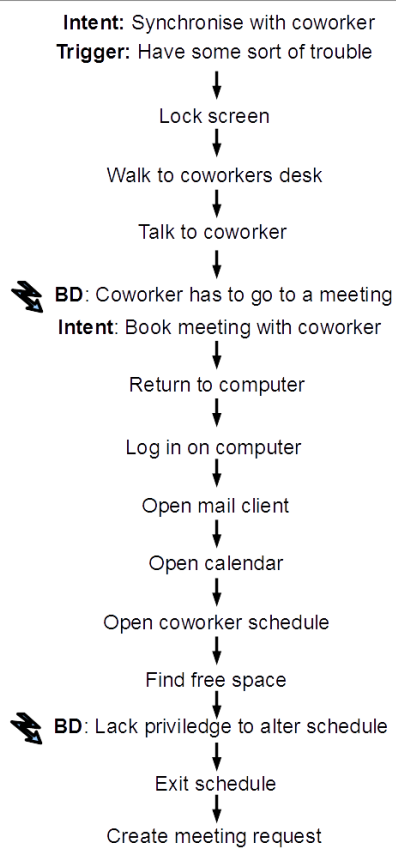 Intent: Synchronise with coworker
Trigger: Have some sort of trouble
Lock screen
Walk to coworkers desk
Talk to coworker
BD: Coworker has to go to a meeting
Intent: Book meeting with coworker
Return to computer
Log in on computer
Open mail client
Open calendar
Open coworker schedule
Find free space
BD: Lack priviledge to alter schedule
Exit schedule
Create meeting request